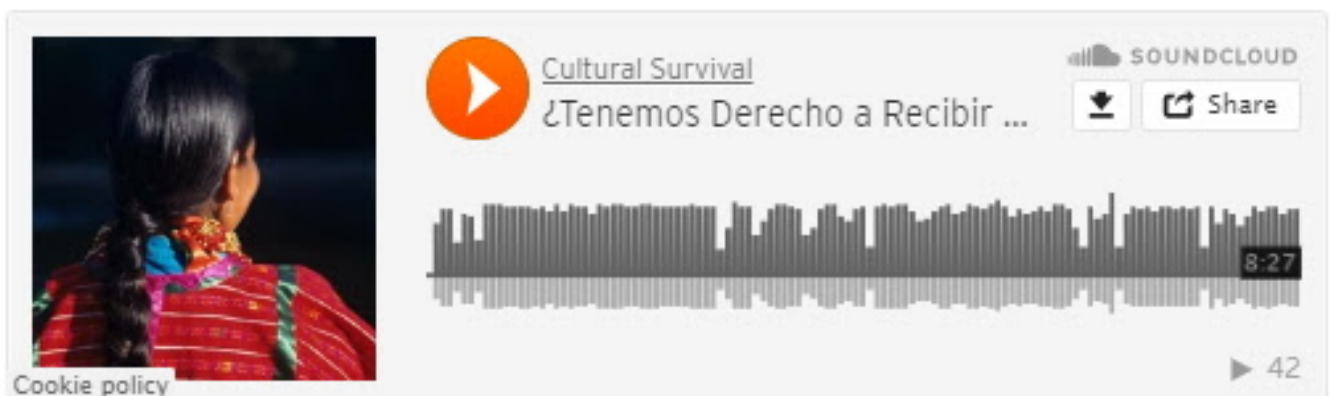 Cultural Survival
SOUNDCLOUD
¿Tenemos Derecho a Recibir ...
Share
8:27
42
Cookie policy